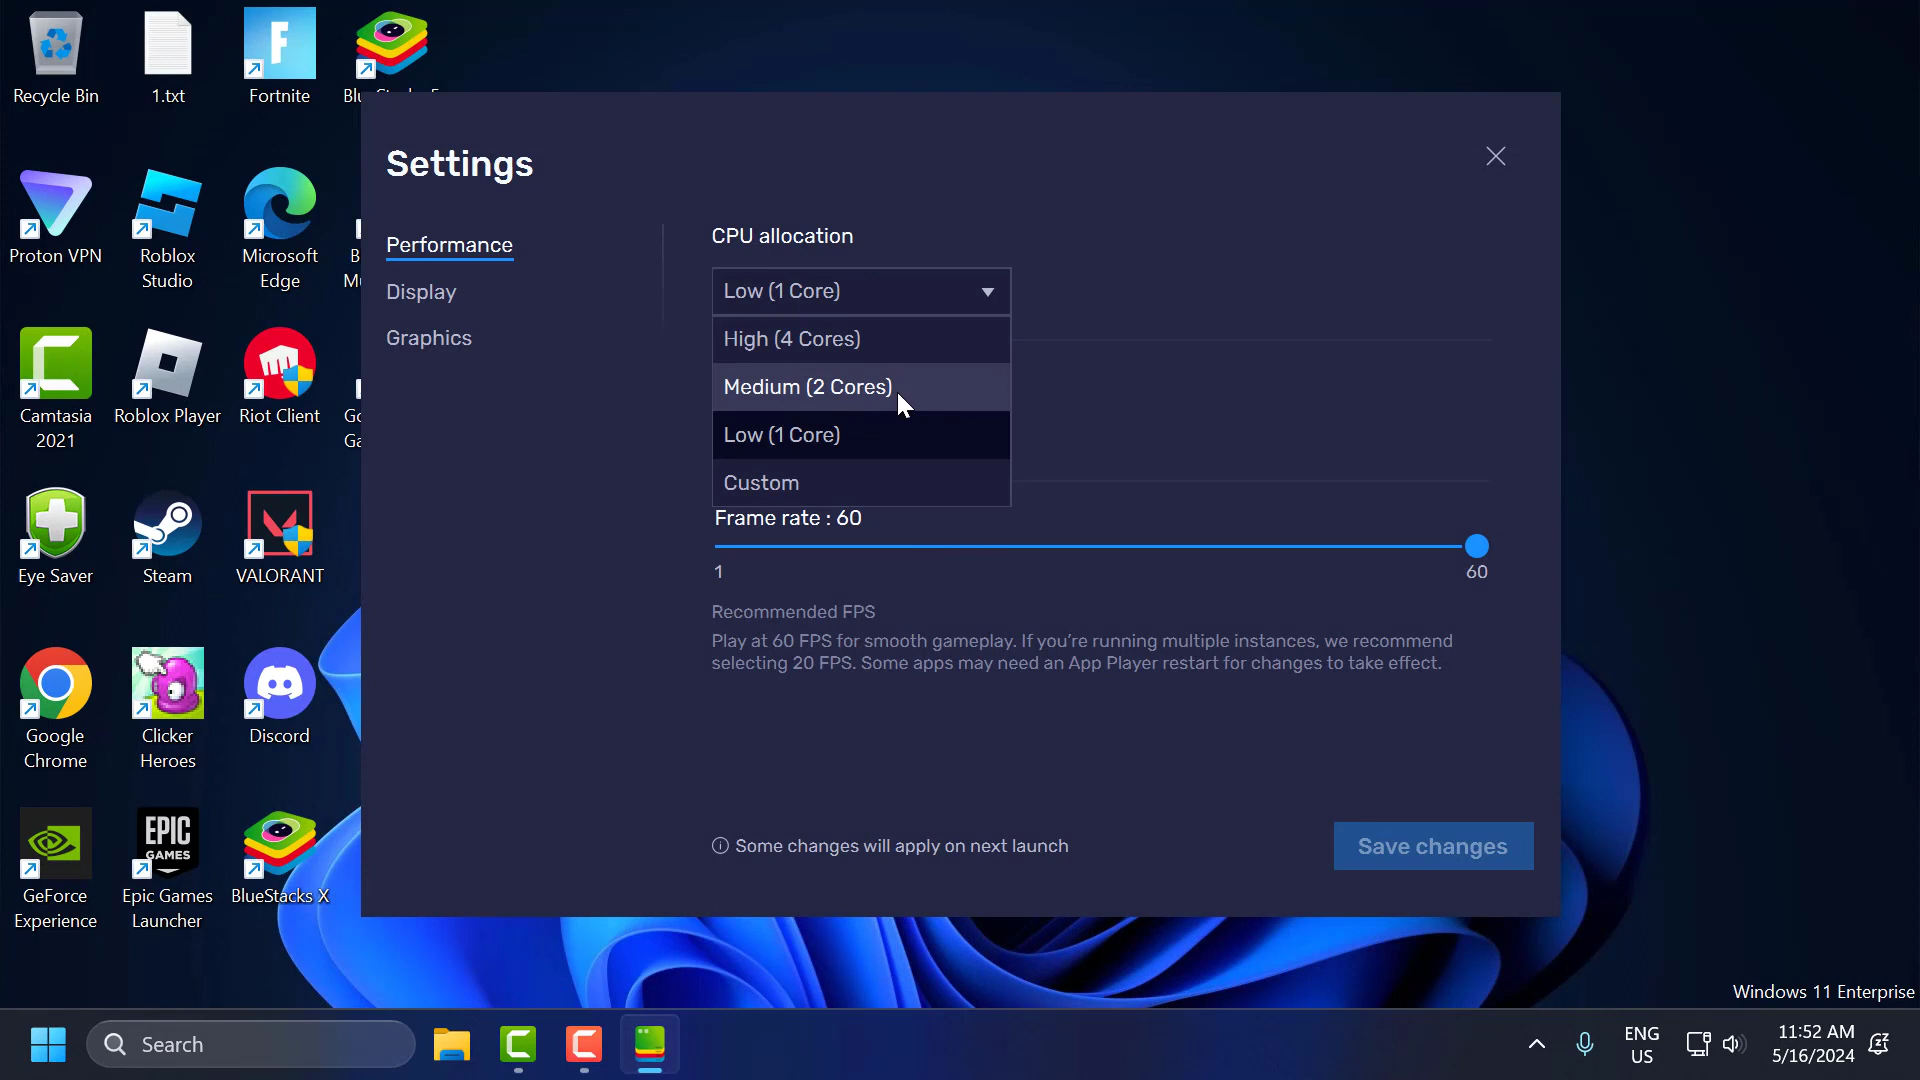 Recycle Bin
1.txt
Fortnite
Proton VPN
Roblox
Studio
Microsoft
Edge
Camtasia
2021
Roblox Player
Riot Client
Eye Saver
Steam
VALORANT
Google
Chrome
Clicker
Heroes
Discord
GeForce
Experience
EPIC
GAMES
Epic Games
Launcher
BlueStacks X
Settings
Performance
Display
Graphics
CPU allocation
Low (1 Core)
High (4 Cores)
Medium (2 Cores)
Low (1 Core)
Custom
Frame rate : 60
1
60
Recommended FPS
Play at 60 FPS for smooth gameplay. If you're running multiple instances, we recommend
selecting 20 FPS. Some apps may need an App Player restart for changes to take effect.
Some changes will apply on next launch
Save changes
Windows 11 Enterprise
Search
ENG
US
11:52 AM
5/16/2024